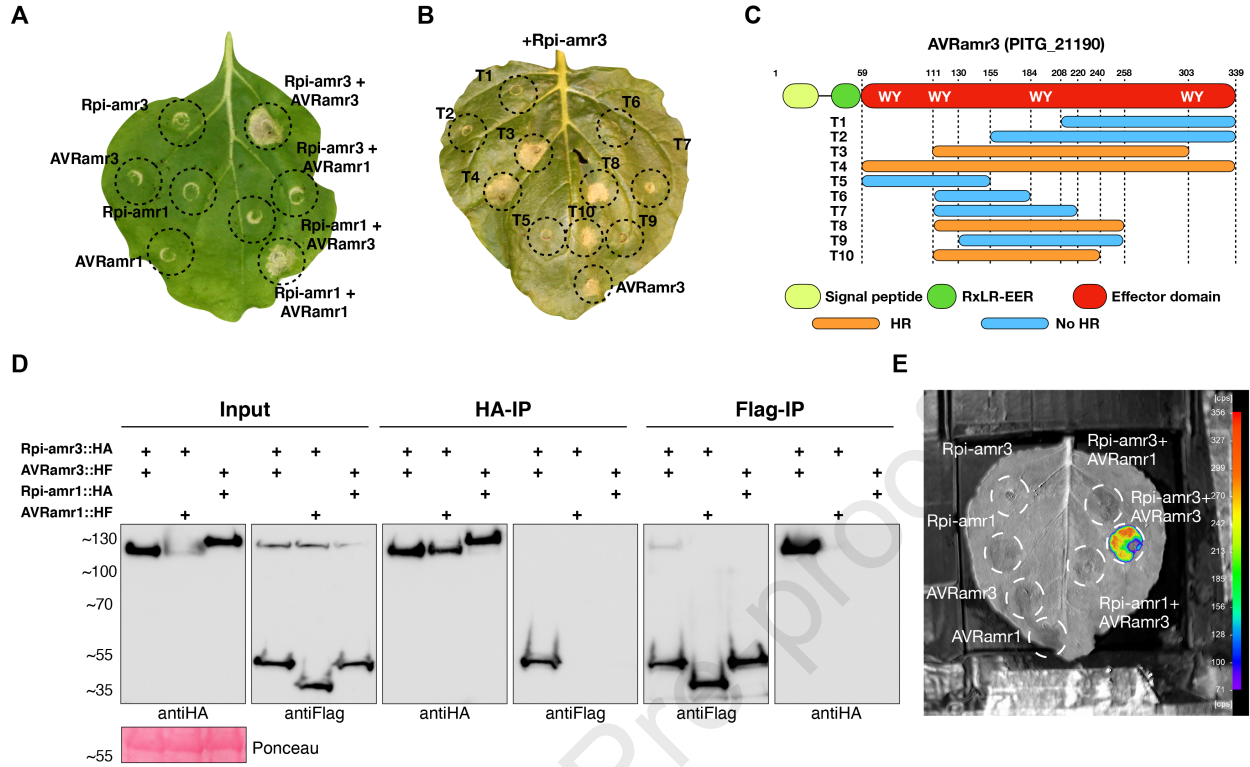 A
Rpi-amr3 +
AVRamr3
Rpi-amr3
Rpi-amr3 +
AVRamr1
AVRamr3
Rpi-amr1
Rpi-amr1 +
AVRamr3
AVRamr1
Rpi-amr1 +
AVRamr1
B
+Rpi-amr3
T1
T2
T3
T4
T5
T6
T7
T8
T9
T10
AVRamr3
C
AVRamr3 (PITG_21190)
1 59 111 130 155 184 208 220 240 258 303 339
WY WY WY WY
T1
T2
T3
T4
T5
T6
T7
T8
T9
T10
Signal peptide RxLR-EER Effector domain
HR No HR
D
Input HA-IP Flag-IP
Rpi-amr3::HA + + + + + + + + + + + +
AVRamr3::HF + + + + + + + + + + + +
Rpi-amr1::HA + + + + + +
AVRamr1::HF + + + + + +
~130
~100
~70
~55
~35
antiHA antiFlag antiHA antiFlag antiFlag antiHA
~55 Ponceau
E
[cps]
356
327
299
270
242
213
185
156
128
100
71
[cps]
Rpi-amr3
Rpi-amr3+
AVRamr1
Rpi-amr3+
AVRamr3
Rpi-amr1
AVRamr3
Rpi-amr1+
AVRamr3
AVRamr1
Pre-proo